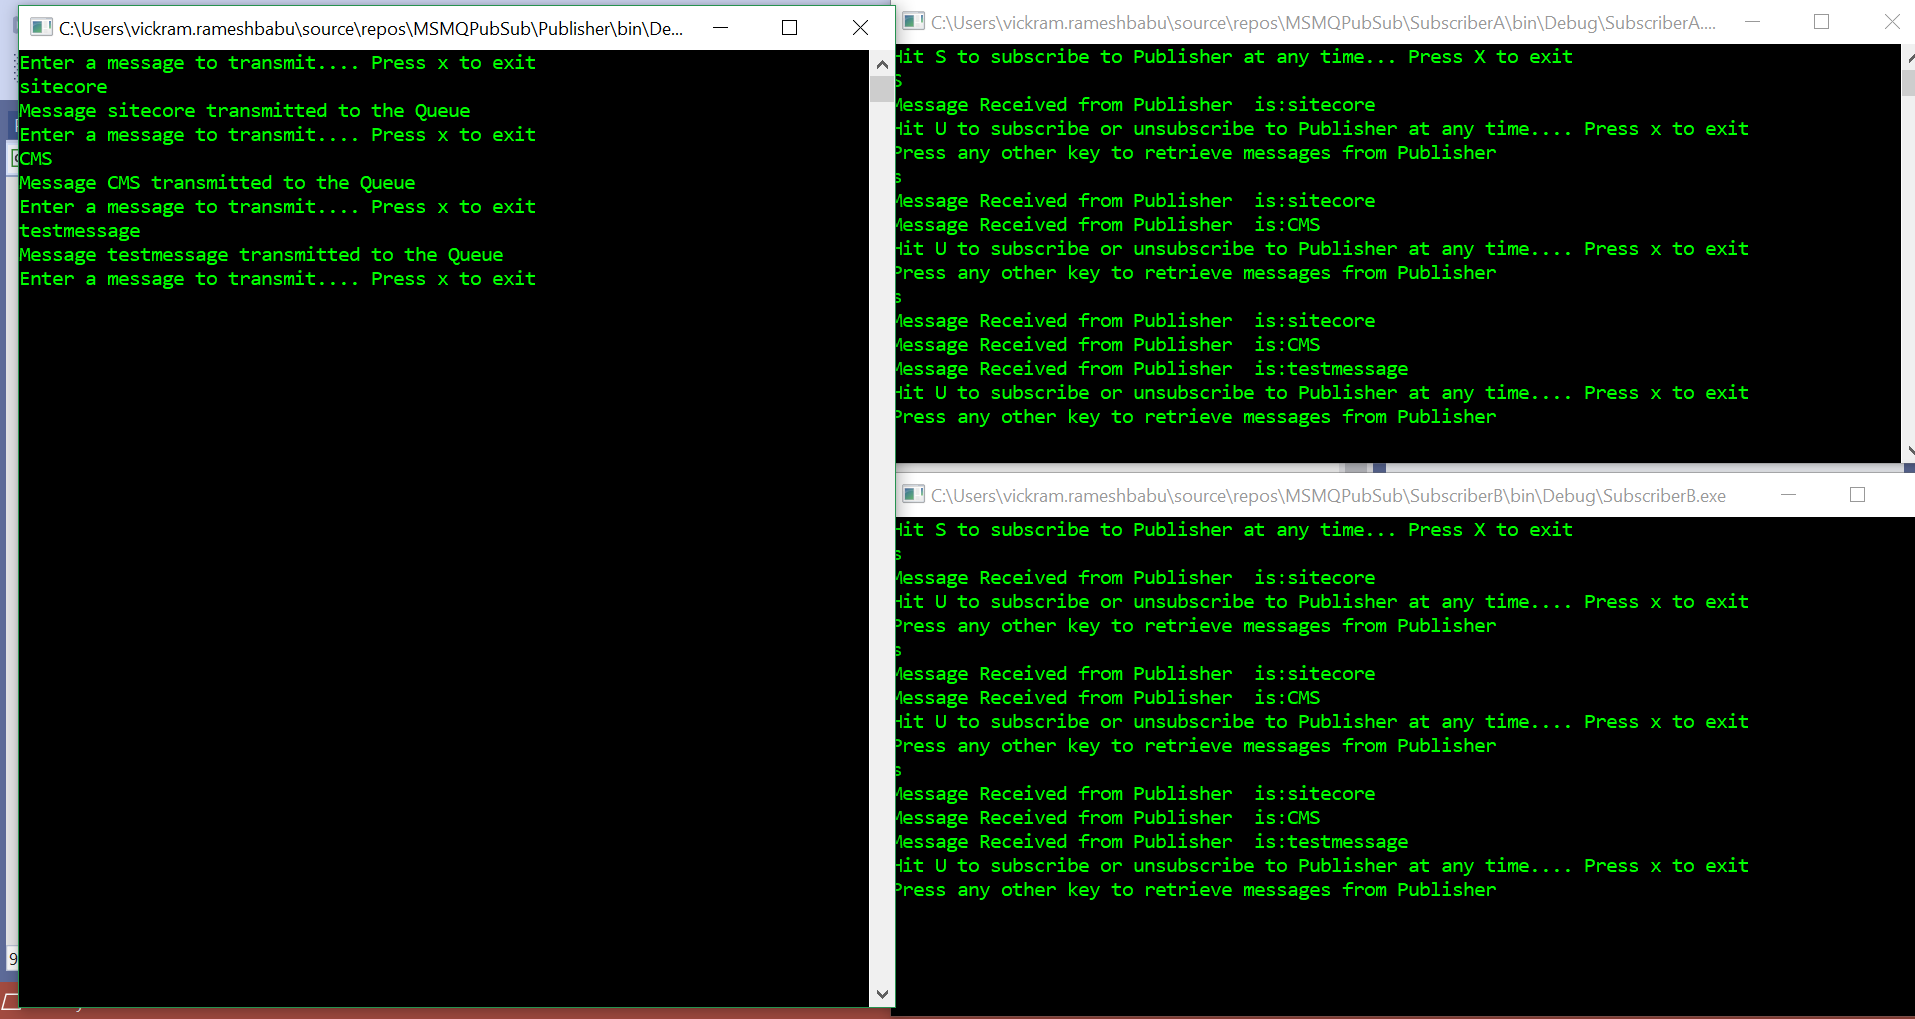 C:\Users\vickram.rameshbabu\source\repos\MSMQPubSub\Publisher\bin\De...
Enter a message to transmit.... Press x to exit
sitecore
Message sitecore transmitted to the Queue
Enter a message to transmit.... Press x to exit
CMS
Message CMS transmitted to the Queue
Enter a message to transmit.... Press x to exit
testmessage
Message testmessage transmitted to the Queue
Enter a message to transmit.... Press x to exit
9
C:\Users\vickram.rameshbabu\source\repos\MSMQPubSub\SubscriberA\bin\Debug\SubscriberA....
Hit S to subscribe to Publisher at any time... Press X to exit
S
Message Received from Publisher  is:sitecore
Hit U to subscribe or unsubscribe to Publisher at any time.... Press x to exit
Press any other key to retrieve messages from Publisher
s
Message Received from Publisher  is:sitecore
Message Received from Publisher  is:CMS
Hit U to subscribe or unsubscribe to Publisher at any time.... Press x to exit
Press any other key to retrieve messages from Publisher
s
Message Received from Publisher  is:sitecore
Message Received from Publisher  is:CMS
Message Received from Publisher  is:testmessage
Hit U to subscribe or unsubscribe to Publisher at any time.... Press x to exit
Press any other key to retrieve messages from Publisher
C:\Users\vickram.rameshbabu\source\repos\MSMQPubSub\SubscriberB\bin\Debug\SubscriberB.exe
Hit S to subscribe to Publisher at any time... Press X to exit
s
Message Received from Publisher  is:sitecore
Hit U to subscribe or unsubscribe to Publisher at any time.... Press x to exit
Press any other key to retrieve messages from Publisher
s
Message Received from Publisher  is:sitecore
Message Received from Publisher  is:CMS
Hit U to subscribe or unsubscribe to Publisher at any time.... Press x to exit
Press any other key to retrieve messages from Publisher
s
Message Received from Publisher  is:sitecore
Message Received from Publisher  is:CMS
Message Received from Publisher  is:testmessage
Hit U to subscribe or unsubscribe to Publisher at any time.... Press x to exit
Press any other key to retrieve messages from Publisher